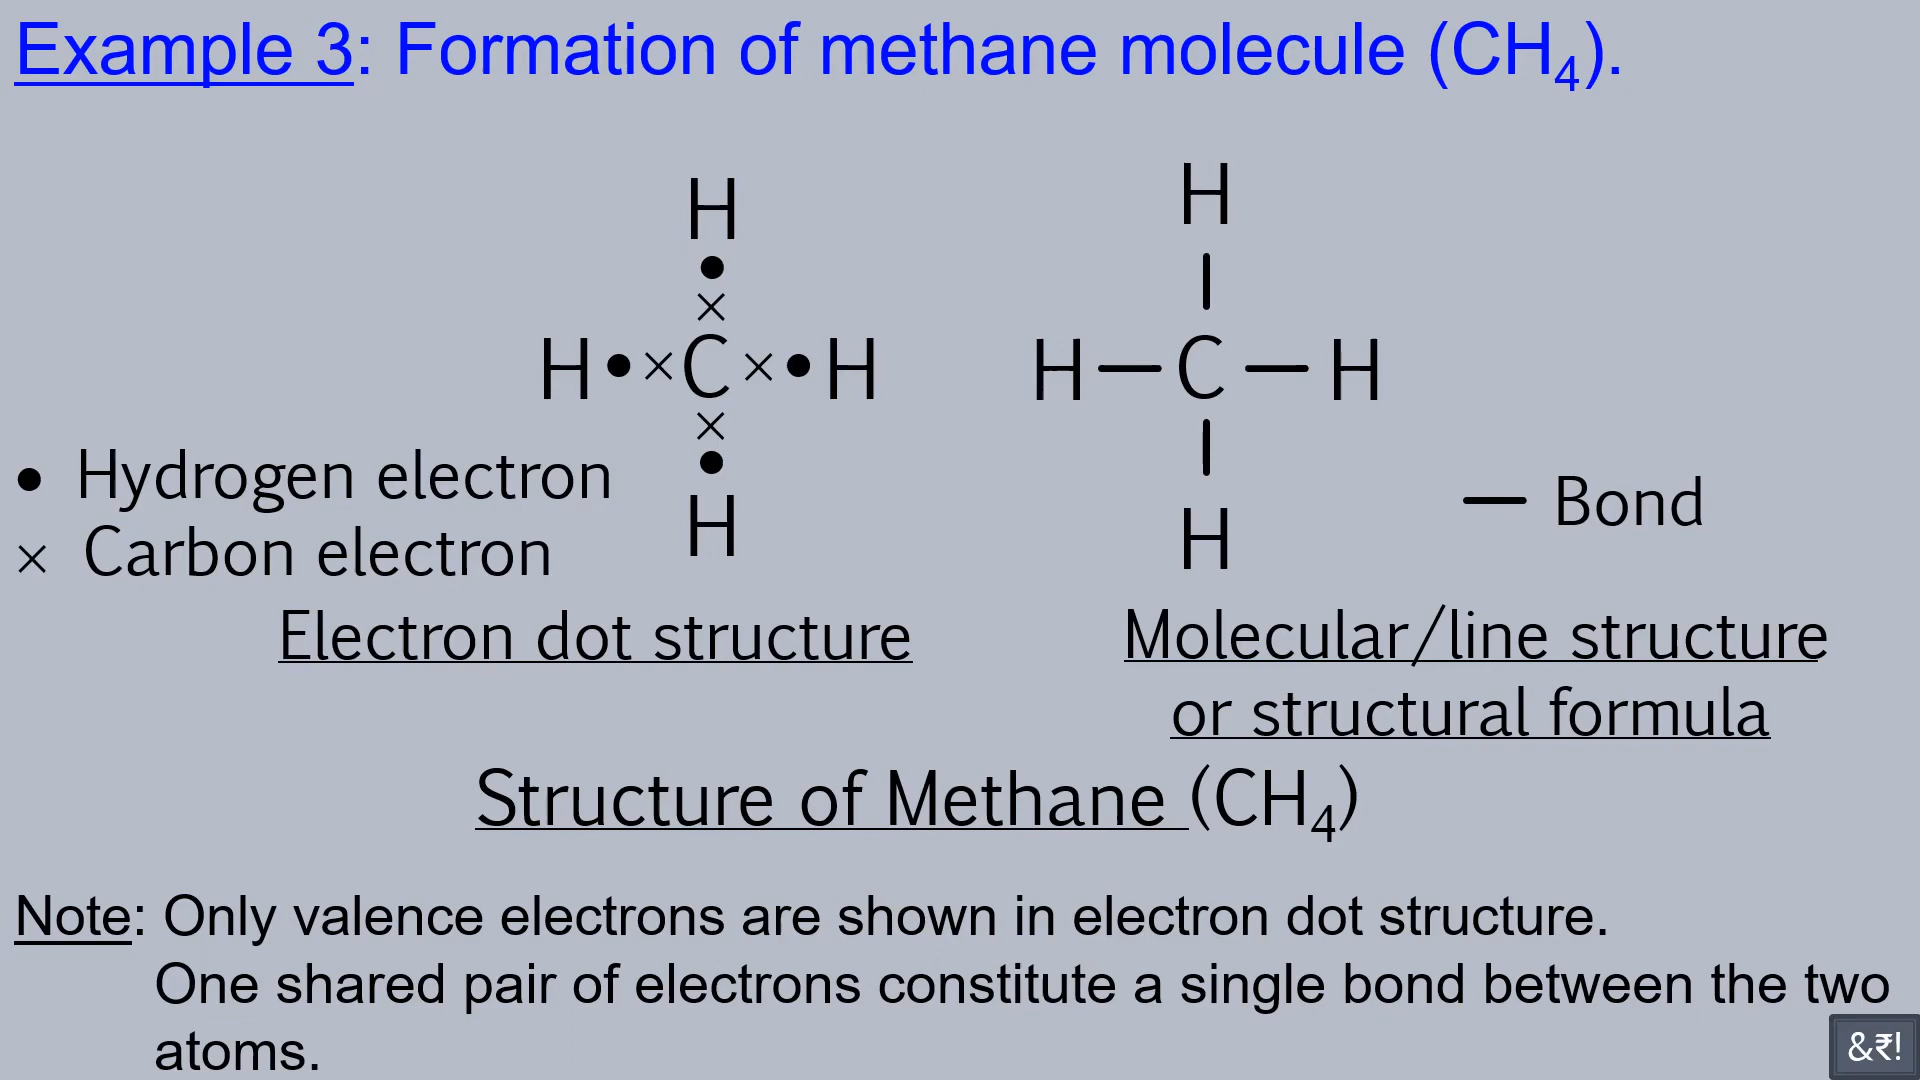 Example 3: Formation of methane molecule (CH₄).
H
•
×
H•×C×•H
×
•
H
H
|
H—C—H
|
H
• Hydrogen electron
× Carbon electron
— Bond
Electron dot structure
Molecular/line structure
or structural formula
Structure of Methane (CH₄)
Note: Only valence electrons are shown in electron dot structure.
One shared pair of electrons constitute a single bond between the two
atoms.
&₹!